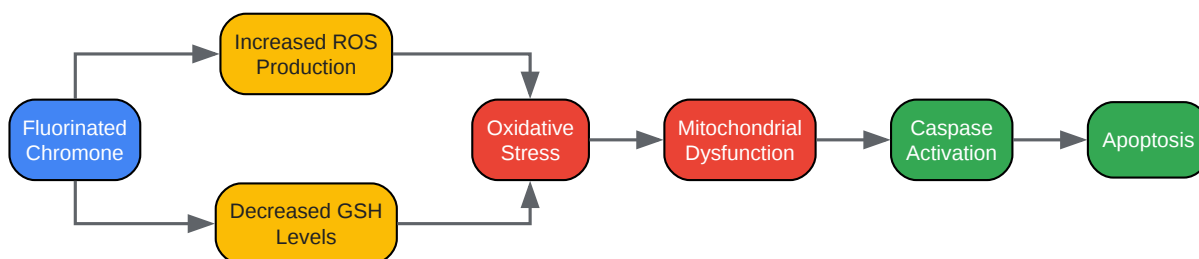 Fluorinated
Chromone
Increased ROS
Production
Decreased GSH
Levels
Oxidative
Stress
Mitochondrial
Dysfunction
Caspase
Activation
Apoptosis